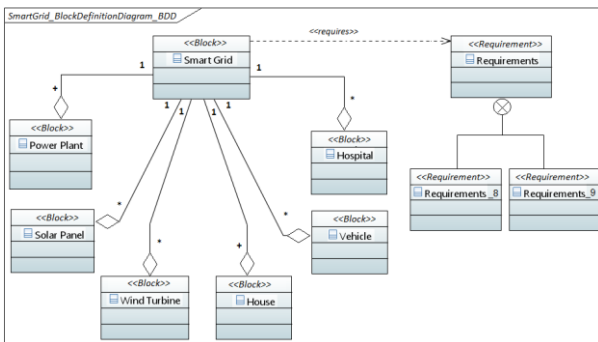 SmartGrid_BlockDefinitionDiagram_BDD
<<Block>>
Smart Grid
<<requires>>
<<Requirement>>
Requirements
1
1
1
1
1
1
+
*
<<Block>>
Power Plant
<<Block>>
Hospital
<<Requirement>>
Requirements_8
<<Requirement>>
Requirements_9
*
*
<<Block>>
Solar Panel
<<Block>>
Vehicle
*
+
<<Block>>
Wind Turbine
<<Block>>
House